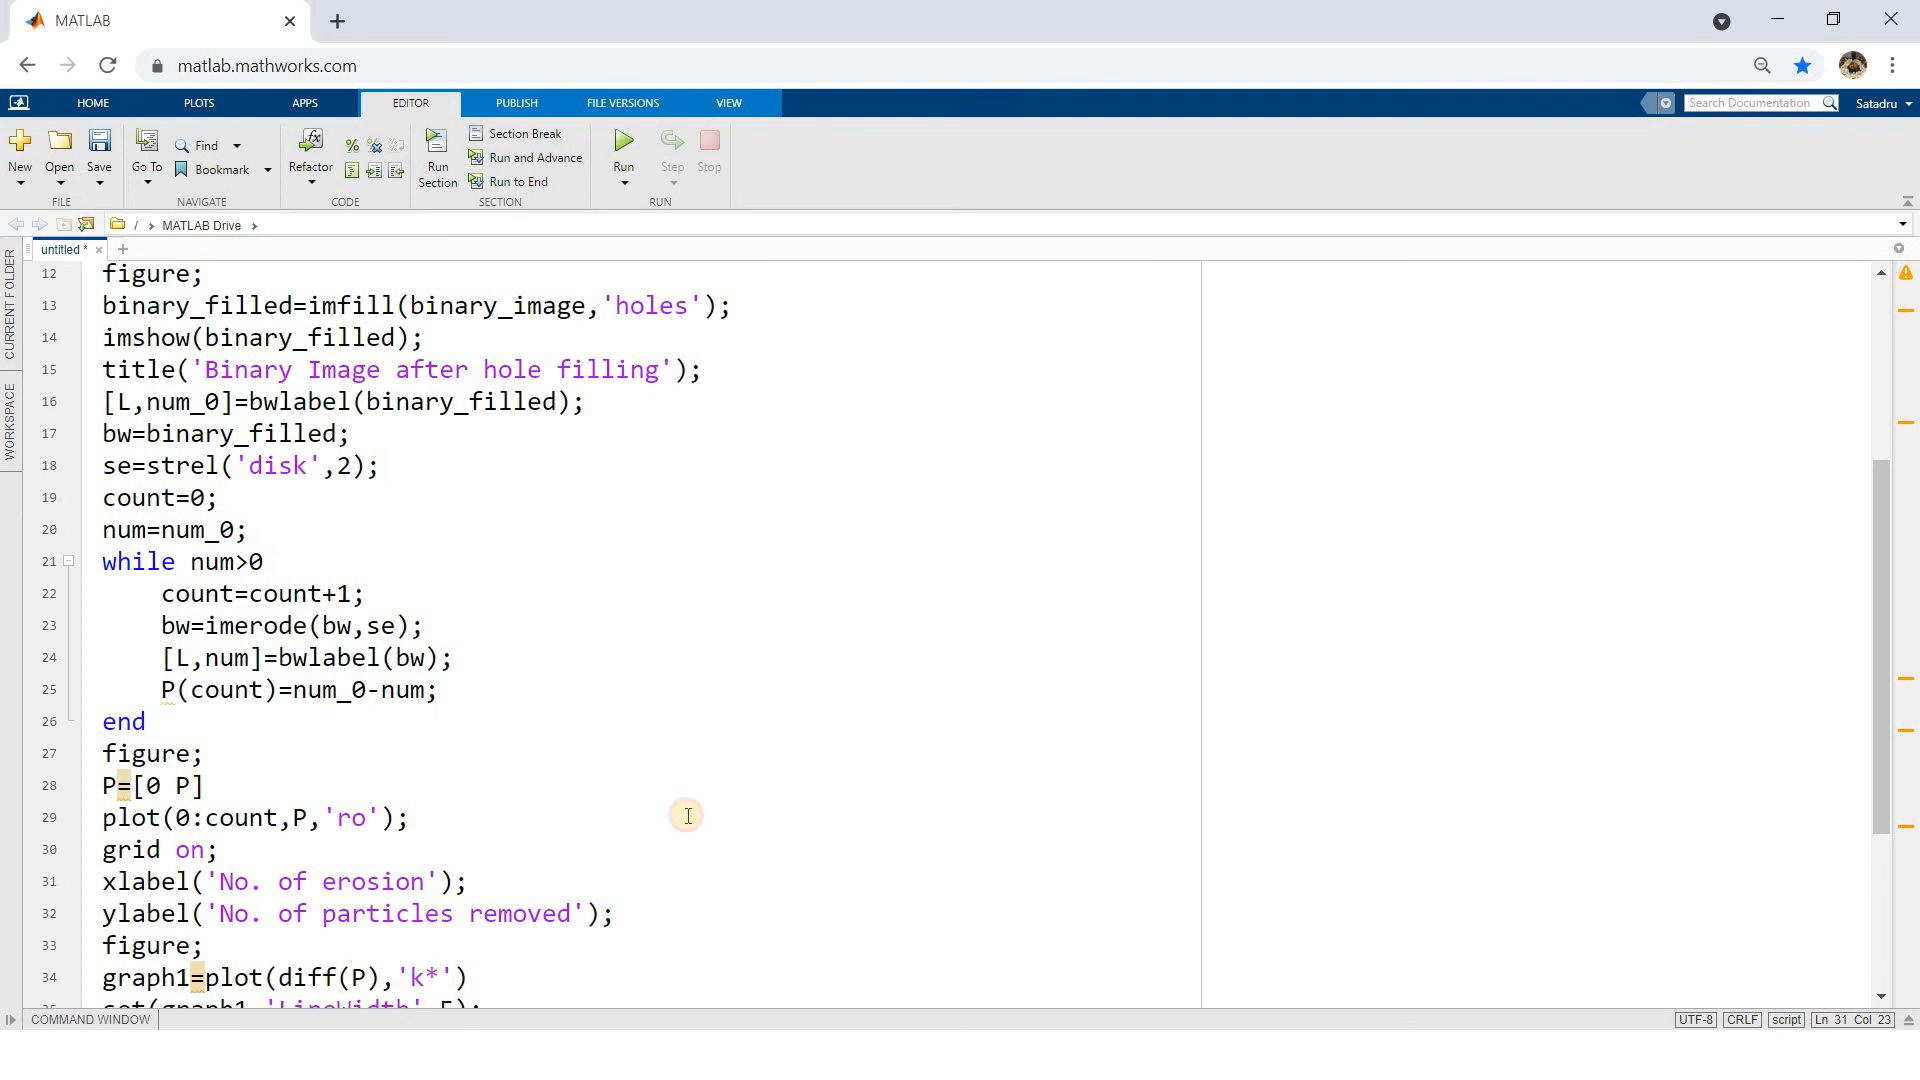 MATLAB
matlab.mathworks.com
HOME PLOTS APPS EDITOR PUBLISH FILE VERSIONS VIEW Search Documentation Satadru
New Open Save Go To Find Bookmark Refactor Run Section Section Break Run and Advance Run to End Run Step Stop
FILE NAVIGATE CODE SECTION RUN
/ MATLAB Drive
untitled *
CURRENT FOLDER
WORKSPACE
12 figure;
13 binary_filled=imfill(binary_image,'holes');
14 imshow(binary_filled);
15 title('Binary Image after hole filling');
16 [L,num_0]=bwlabel(binary_filled);
17 bw=binary_filled;
18 se=strel('disk',2);
19 count=0;
20 num=num_0;
21 while num>0
22 count=count+1;
23 bw=imerode(bw,se);
24 [L,num]=bwlabel(bw);
25 P(count)=num_0-num;
26 end
27 figure;
28 P=[0 P]
29 plot(0:count,P,'ro');
30 grid on;
31 xlabel('No. of erosion');
32 ylabel('No. of particles removed');
33 figure;
34 graph1=plot(diff(P),'k*')
35 set(graph1,'LineWidth',5);
COMMAND WINDOW
UTF-8 CRLF script Ln 31 Col 23